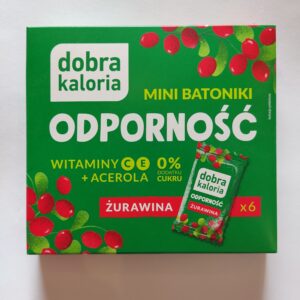 dobra
kaloria
MINI BATONIKI
ODPORNOŚĆ
WITAMINY C E
+ ACEROLA
0%
DODATKU
CUKRU
ŻURAWINA
dobra
kaloria
ODPORNOŚĆ
ŻURAWINA
x6